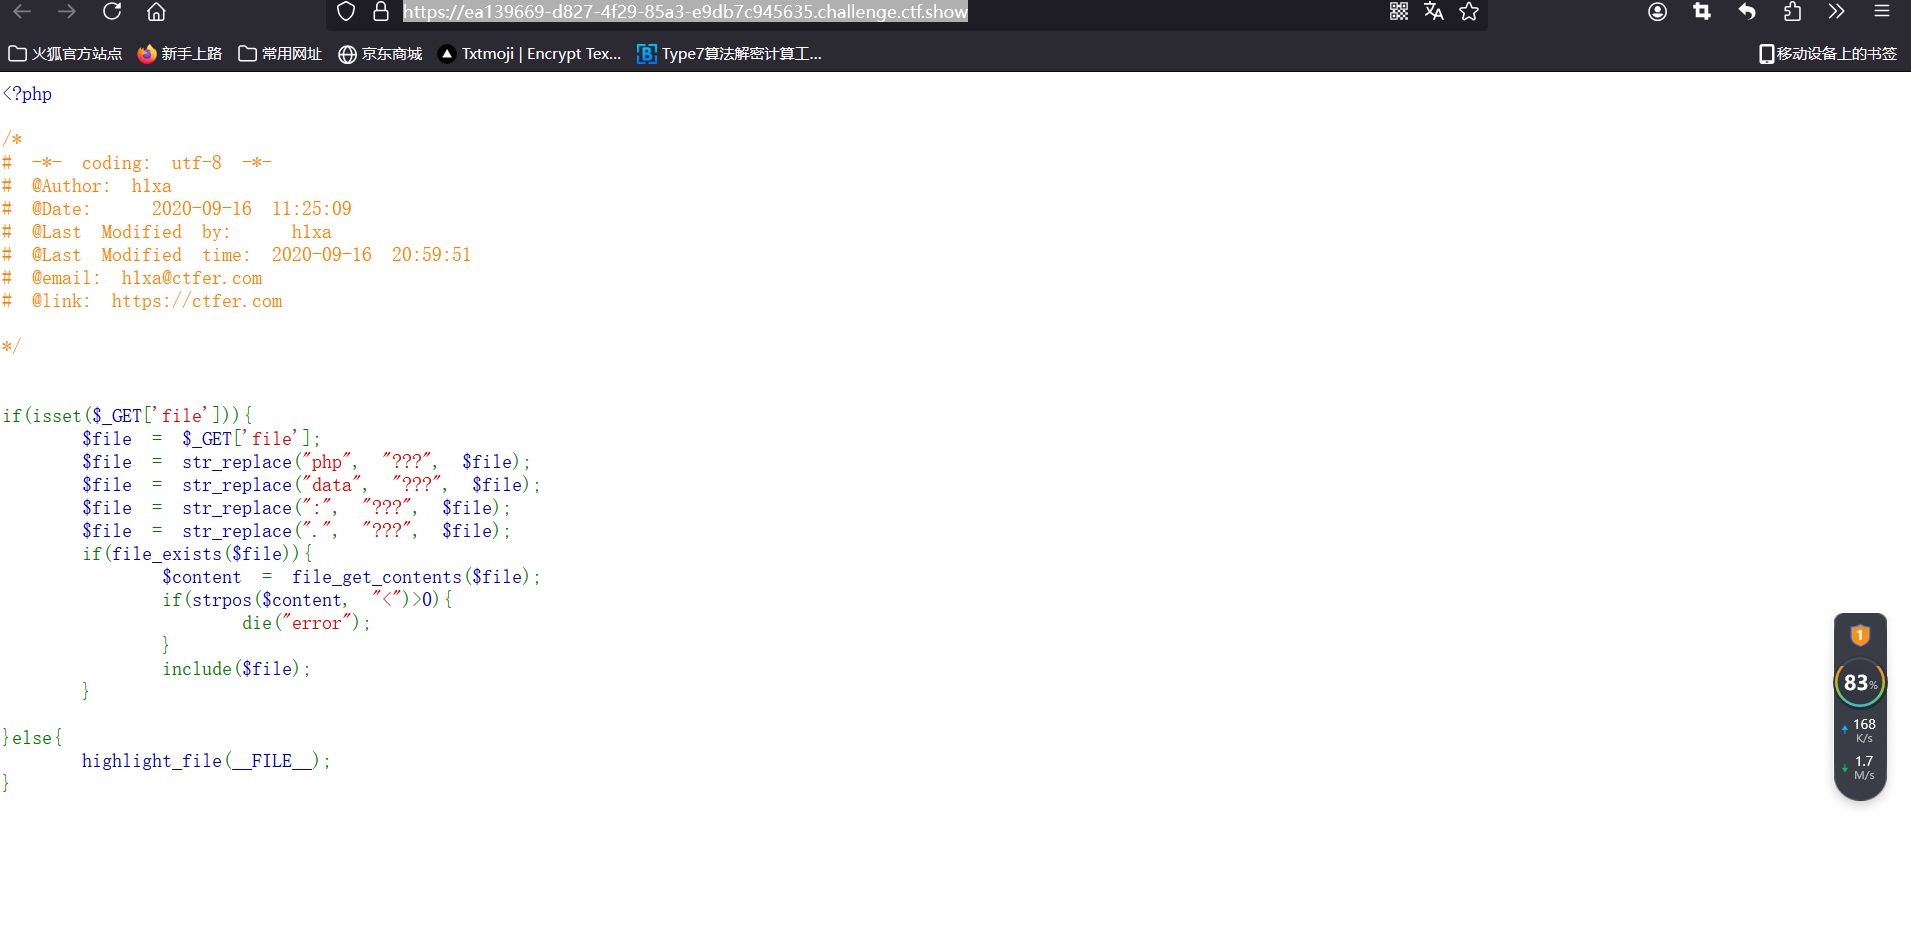 https://ea139669-d827-4f29-85a3-e9db7c945635.challenge.ctf.show
火狐官方站点 新手上路 常用网址 京东商城 Txtmoji | Encrypt Tex... Type7算法解密计算工... 移动设备上的书签
<?php
/*
# -*- coding: utf-8 -*-
# @Author: h1xa
# @Date:   2020-09-16 11:25:09
# @Last Modified by:   h1xa
# @Last Modified time: 2020-09-16 20:59:51
# @email: h1xa@ctfer.com
# @link: https://ctfer.com
*/
if(isset($_GET['file'])){
    $file = $_GET['file'];
    $file = str_replace("php", "???", $file);
    $file = str_replace("data", "???", $file);
    $file = str_replace(":", "???", $file);
    $file = str_replace(".", "???", $file);
    if(file_exists($file)){
        $content = file_get_contents($file);
        if(strpos($content, "<")>0){
            die("error");
        }
        include($file);
    }
}else{
    highlight_file(__FILE__);
}
1
83%
168
K/s
1.7
M/s